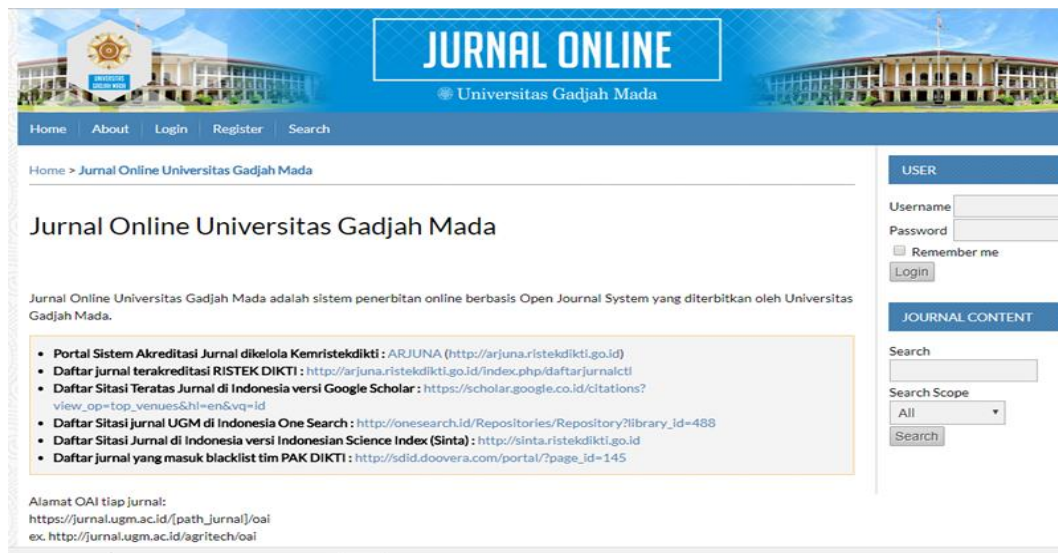 JURNAL ONLINE
Universitas Gadjah Mada
UNIVERSITAS
GADJAH MADA
Home About Login Register Search
Home > Jurnal Online Universitas Gadjah Mada
Jurnal Online Universitas Gadjah Mada
Jurnal Online Universitas Gadjah Mada adalah sistem penerbitan online berbasis Open Journal System yang diterbitkan oleh Universitas
Gadjah Mada.
• Portal Sistem Akreditasi Jurnal dikelola Kemristekdikti : ARJUNA (http://arjuna.ristekdikti.go.id)
• Daftar jurnal terakreditasi RISTEK DIKTI : http://arjuna.ristekdikti.go.id/index.php/daftarjurnalctl
• Daftar Sitasi Teratas Jurnal di Indonesia versi Google Scholar : https://scholar.google.co.id/citations?
view_op=top_venues&hl=en&vq=id
• Daftar Sitasi jurnal UGM di Indonesia One Search : http://onesearch.id/Repositories/Repository?library_id=488
• Daftar Sitasi Jurnal di Indonesia versi Indonesian Science Index (Sinta) : http://sinta.ristekdikti.go.id
• Daftar jurnal yang masuk blacklist tim PAK DIKTI : http://sdid.doovera.com/portal/?page_id=145
Alamat OAI tiap jurnal:
https://jurnal.ugm.ac.id/[path_jurnal]/oai
ex. http://jurnal.ugm.ac.id/agritech/oai
USER
Username
Password
Remember me
Login
JOURNAL CONTENT
Search
Search Scope
All
Search